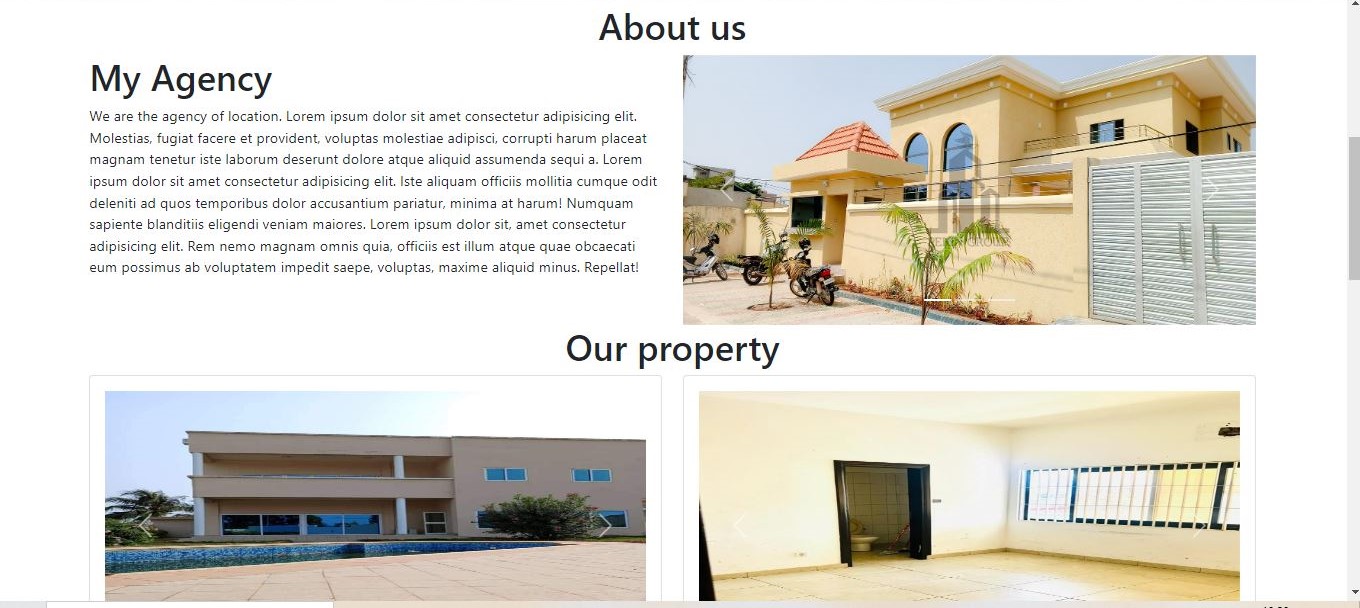 About us
My Agency
We are the agency of location. Lorem ipsum dolor sit amet consectetur adipisicing elit.
Molestias, fugiat facere et provident, voluptas molestiae adipisci, corrupti harum placeat
magnam tenetur iste laborum deserunt dolore atque aliquid assumenda sequi a. Lorem
ipsum dolor sit amet consectetur adipisicing elit. Iste aliquam officiis mollitia cumque odit
deleniti ad quos temporibus dolor accusantium pariatur, minima at harum! Numquam
sapiente blanditiis eligendi veniam maiores. Lorem ipsum dolor sit, amet consectetur
adipisicing elit. Rem nemo magnam omnis quia, officiis est illum atque quae obcaecati
eum possimus ab voluptatem impedit saepe, voluptas, maxime aliquid minus. Repellat!
Our property